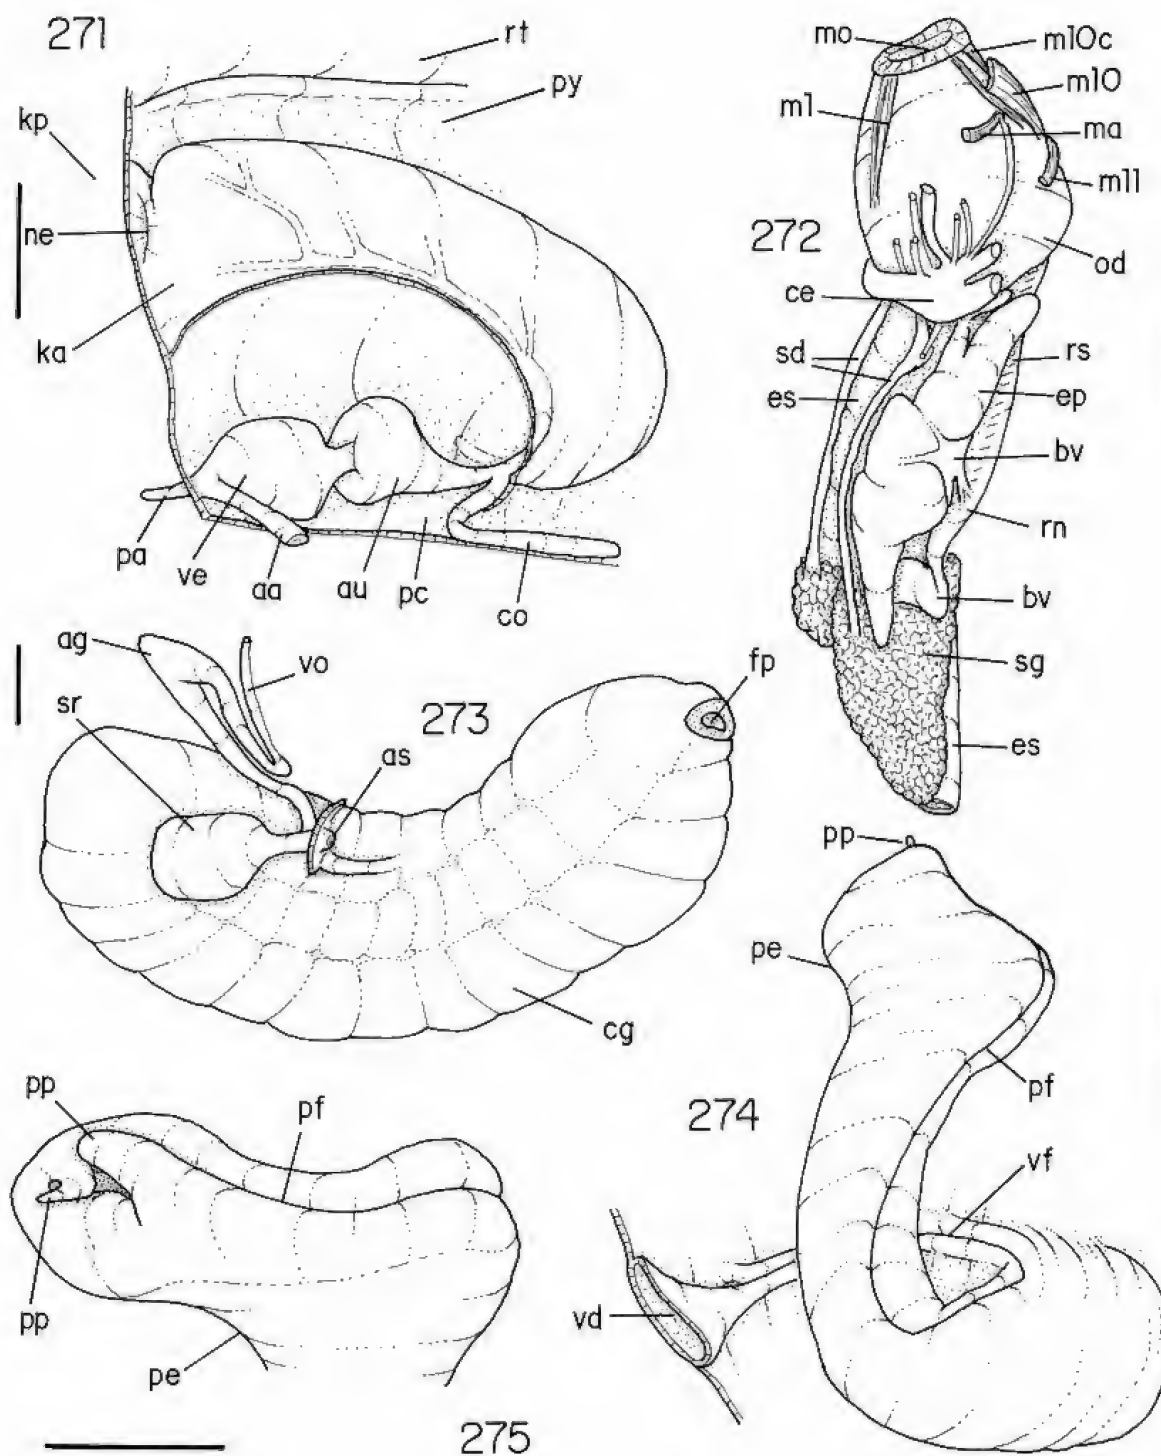 271
rt
py
kp
ne
ka
pa
ve
aa
au
pc
co
mo
m10c
m10
m1
ma
m11
272
od
ce
sd
rs
es
ep
bv
rn
bv
sg
es
ag
vo
fp
sr
273
as
cg
pp
pe
pf
274
vf
vd
pp
pf
pp
pe
275